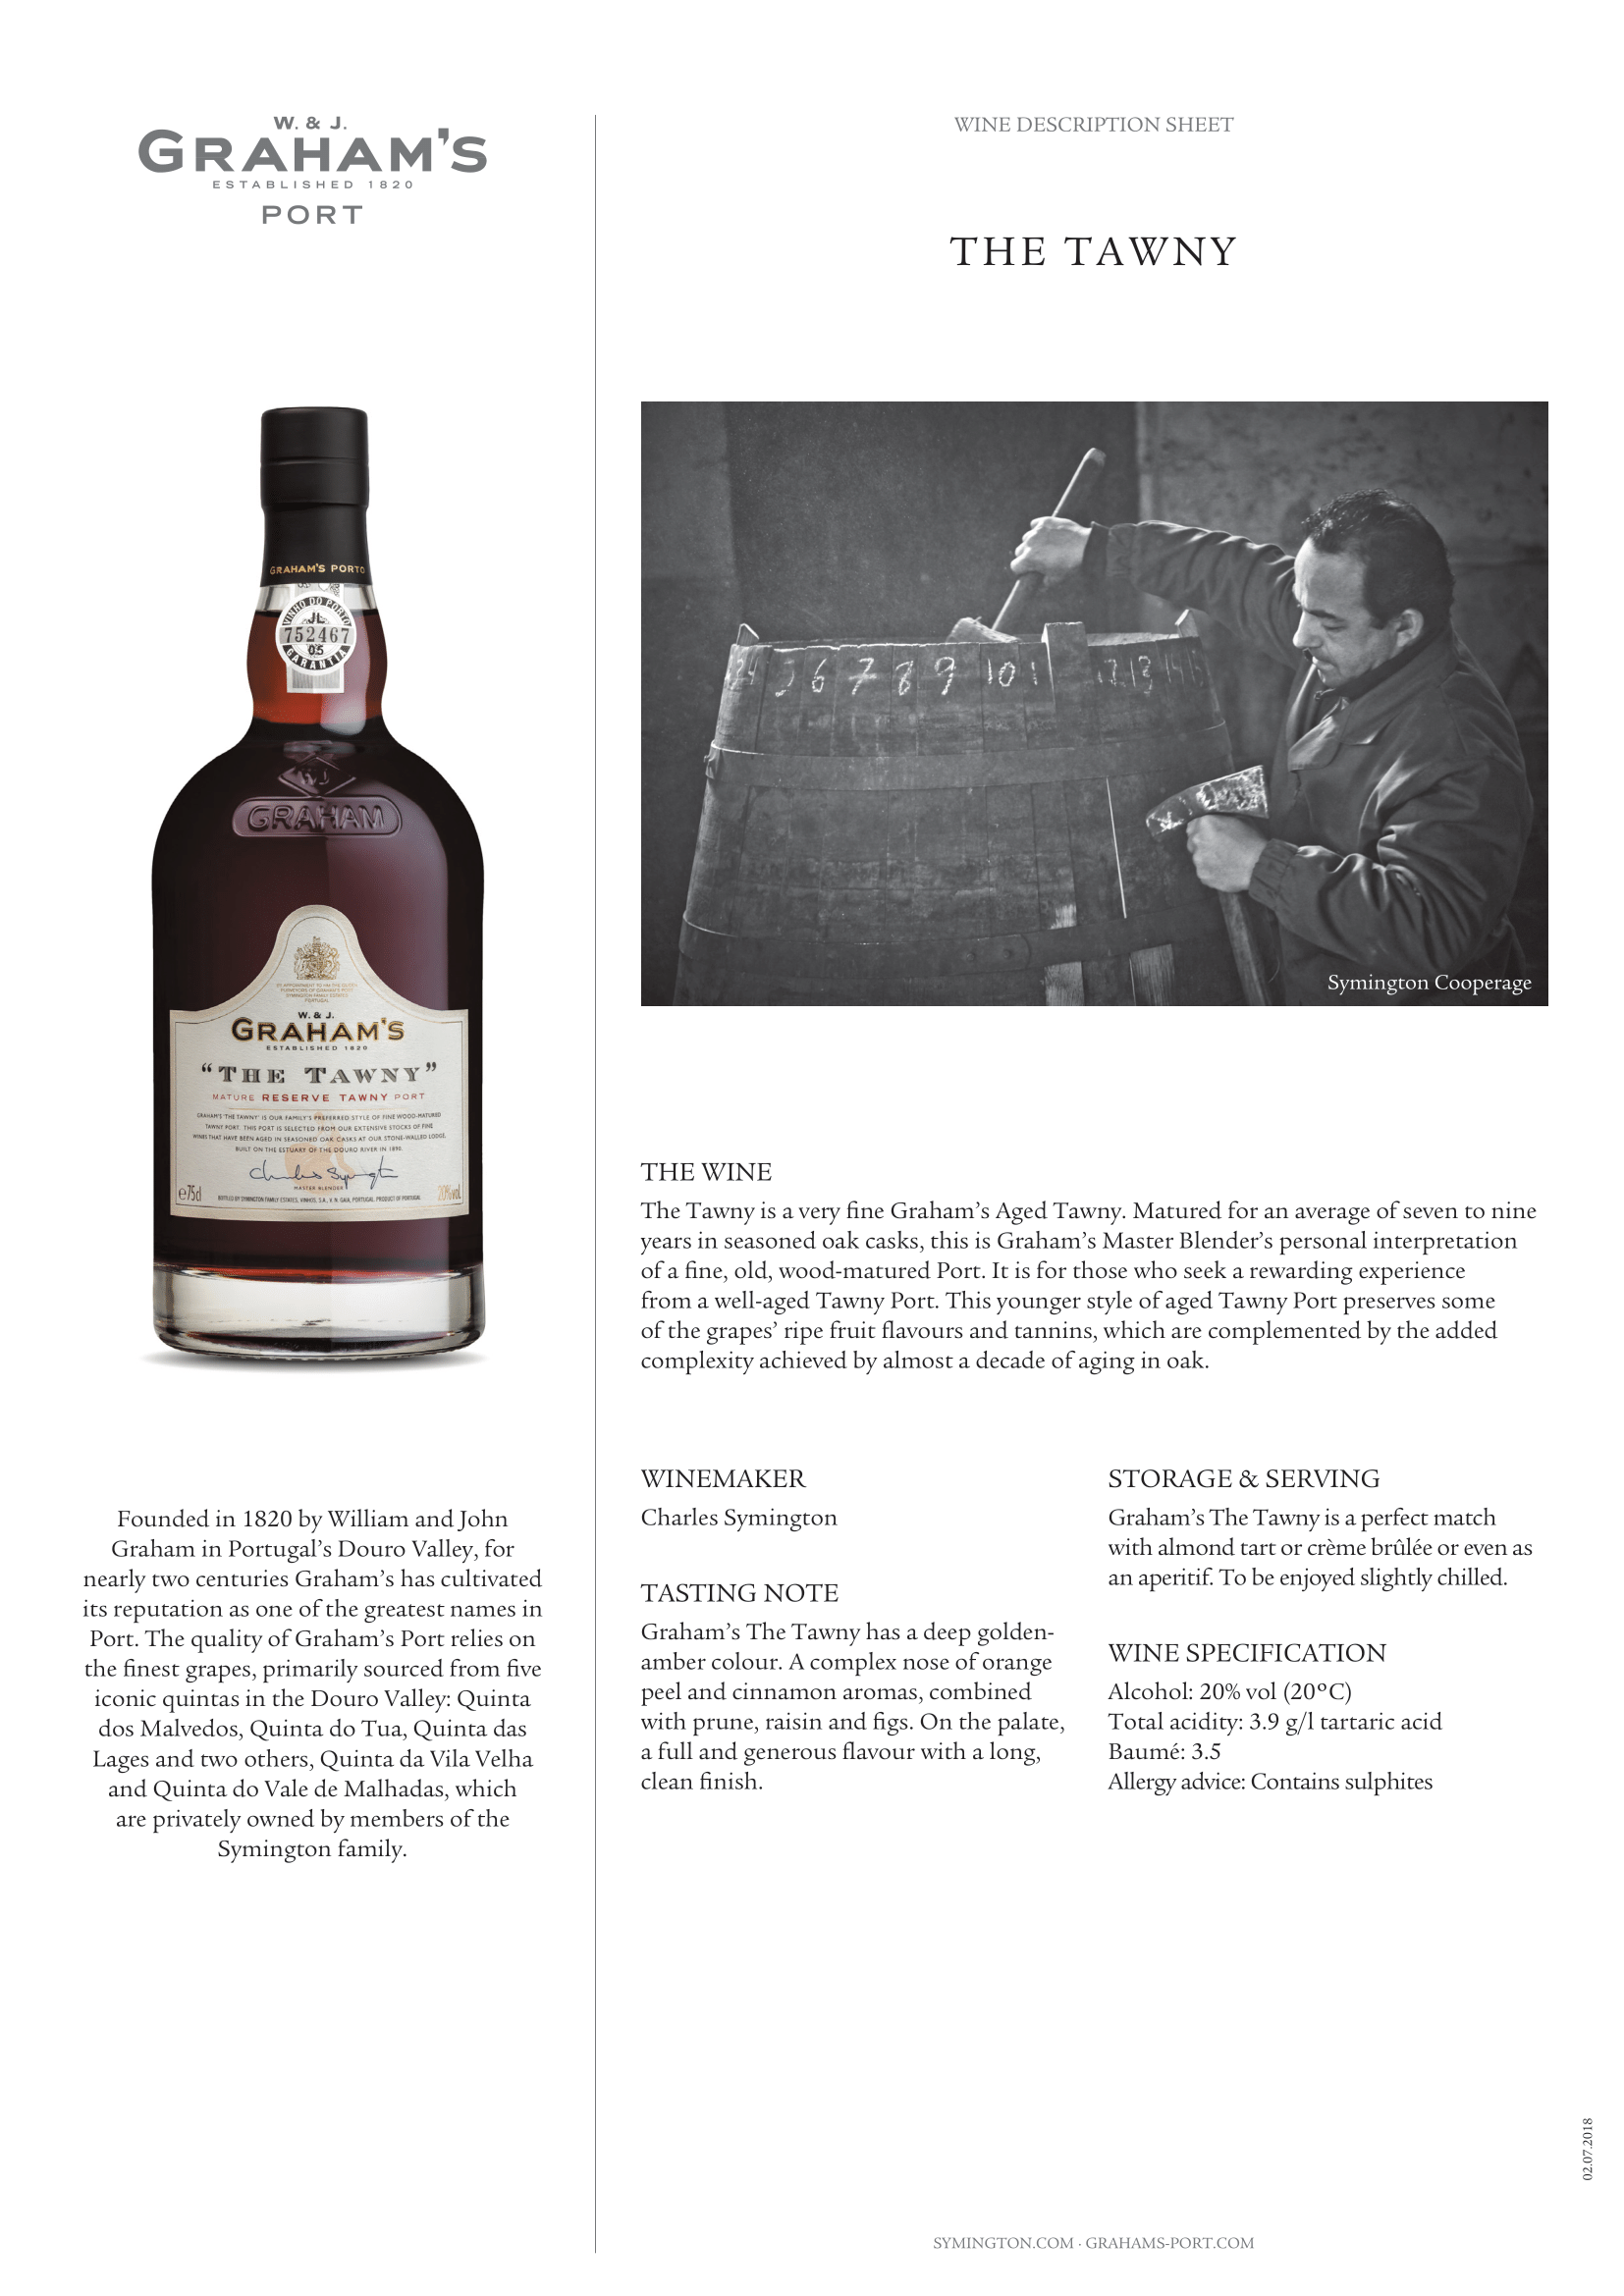 W. & J.
GRAHAM'S
ESTABLISHED 1820
PORT
GRAHAM'S PORTO
VINHO DO PORTO
JL
752467
05
GARANTIA
GRAHAM
W. & J.
GRAHAM'S
ESTABLISHED 1820
“THE TAWNY”
MATURE RESERVE TAWNY PORT
GRAHAM'S 'THE TAWNY' IS OUR FAMILY'S PREFERRED STYLE OF FINE WOOD-MATURED
TAWNY PORT. THIS PORT IS SELECTED FROM OUR EXTENSIVE STOCKS OF FINE
WINES THAT HAVE BEEN AGED IN SEASONED OAK CASKS AT OUR STONE-WALLED LODGE,
BUILT ON THE ESTUARY OF THE DOURO RIVER IN 1890.
Charles Symington
MASTER BLENDER
e75cl
BOTTLED BY SYMINGTON FAMILY ESTATES, VINHOS, S.A., V. N. GAIA, PORTUGAL. PRODUCT OF PORTUGAL
20%vol.
Founded in 1820 by William and John
Graham in Portugal’s Douro Valley, for
nearly two centuries Graham’s has cultivated
its reputation as one of the greatest names in
Port. The quality of Graham’s Port relies on
the finest grapes, primarily sourced from five
iconic quintas in the Douro Valley: Quinta
dos Malvedos, Quinta do Tua, Quinta das
Lages and two others, Quinta da Vila Velha
and Quinta do Vale de Malhadas, which
are privately owned by members of the
Symington family.
WINE DESCRIPTION SHEET
THE TAWNY
6 7 8 9 10 1 12 13 14
Symington Cooperage
THE WINE
The Tawny is a very fine Graham’s Aged Tawny. Matured for an average of seven to nine
years in seasoned oak casks, this is Graham’s Master Blender’s personal interpretation
of a fine, old, wood-matured Port. It is for those who seek a rewarding experience
from a well-aged Tawny Port. This younger style of aged Tawny Port preserves some
of the grapes’ ripe fruit flavours and tannins, which are complemented by the added
complexity achieved by almost a decade of aging in oak.
WINEMAKER
Charles Symington
TASTING NOTE
Graham’s The Tawny has a deep golden-
amber colour. A complex nose of orange
peel and cinnamon aromas, combined
with prune, raisin and figs. On the palate,
a full and generous flavour with a long,
clean finish.
STORAGE & SERVING
Graham’s The Tawny is a perfect match
with almond tart or crème brûlée or even as
an aperitif. To be enjoyed slightly chilled.
WINE SPECIFICATION
Alcohol: 20% vol (20ºC)
Total acidity: 3.9 g/l tartaric acid
Baumé: 3.5
Allergy advice: Contains sulphites
02.07.2018
SYMINGTON.COM · GRAHAMS-PORT.COM